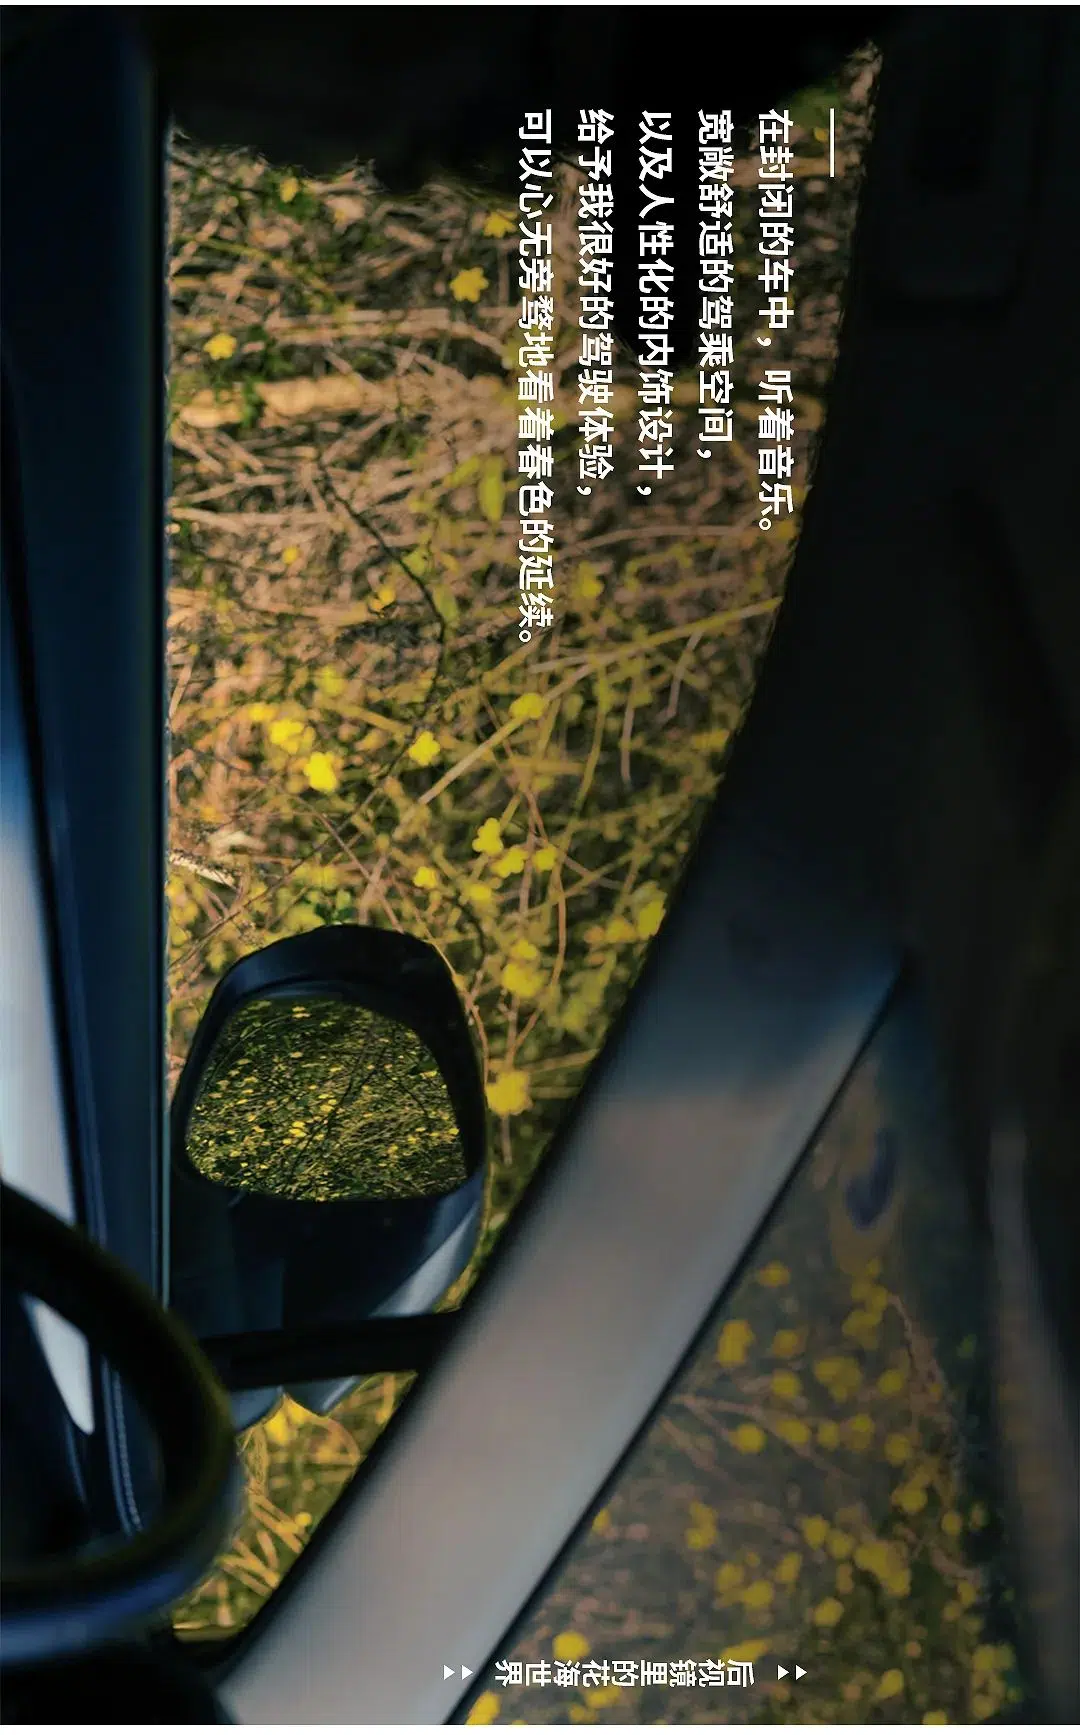 在封闭的车中，听着音乐。
宽敞舒适的驾乘空间，
以及人性化的内饰设计，
给予我很好的驾驶体验，
可以心无旁骛地看着春色的延续。
后视镜里的花海世界